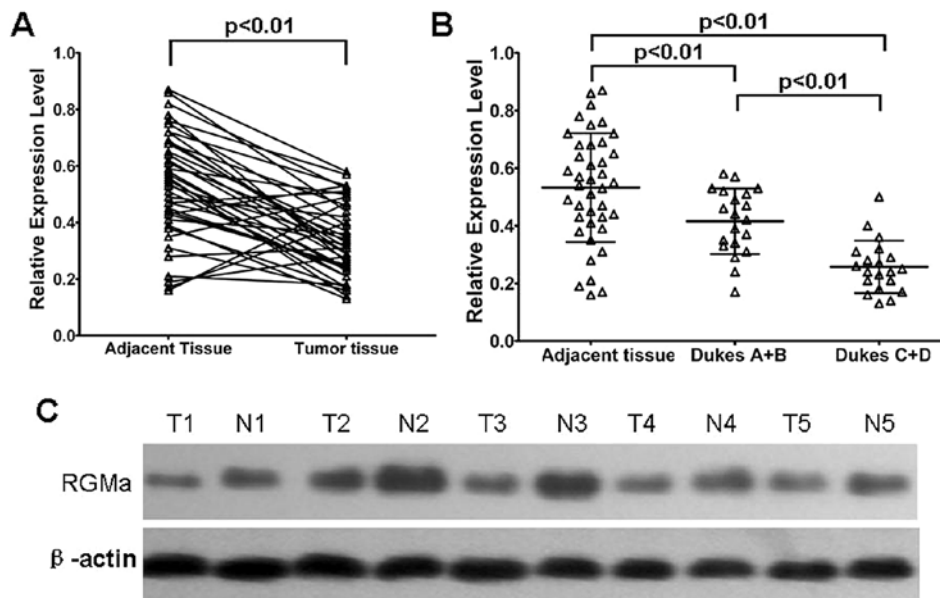 A
p<0.01
Relative Expression Level
1.0
0.8
0.6
0.4
0.2
0.0
Adjacent Tissue
Tumor tissue
B
p<0.01
p<0.01
p<0.01
Relative Expression Level
1.0
0.8
0.6
0.4
0.2
0.0
Adjacent tissue
Dukes A+B
Dukes C+D
C
T1 N1 T2 N2 T3 N3 T4 N4 T5 N5
RGMa
β-actin